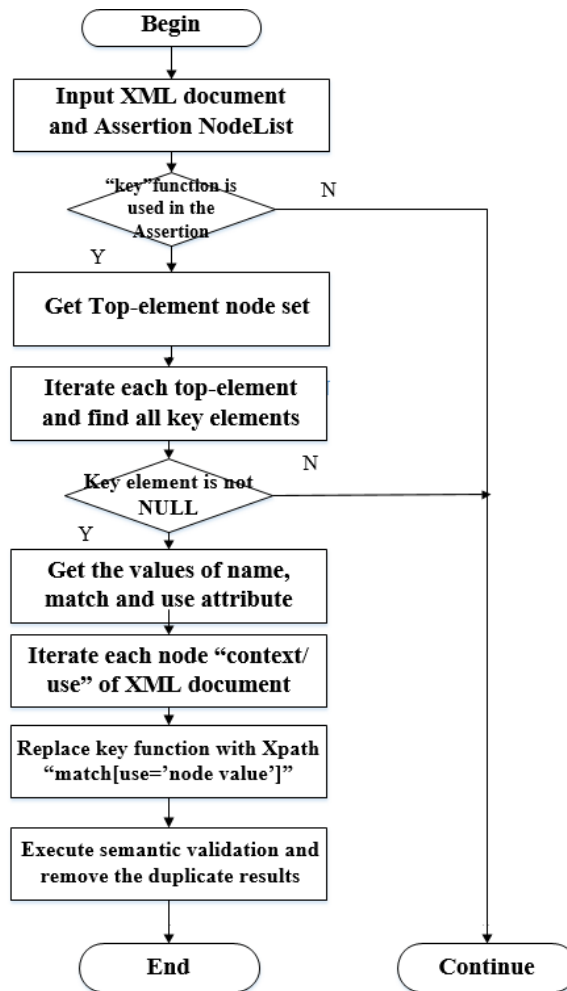 Begin
Input XML document
and Assertion NodeList
“key”function is
used in the
Assertion
N
Y
Get Top-element node set
Iterate each top-element
and find all key elements
N
Key element is not
NULL
Y
Get the values of name,
match and use attribute
Iterate each node “context/
use” of XML document
Replace key function with Xpath
“match[use=’node value’]”
Execute semantic validation and
remove the duplicate results
End
Continue